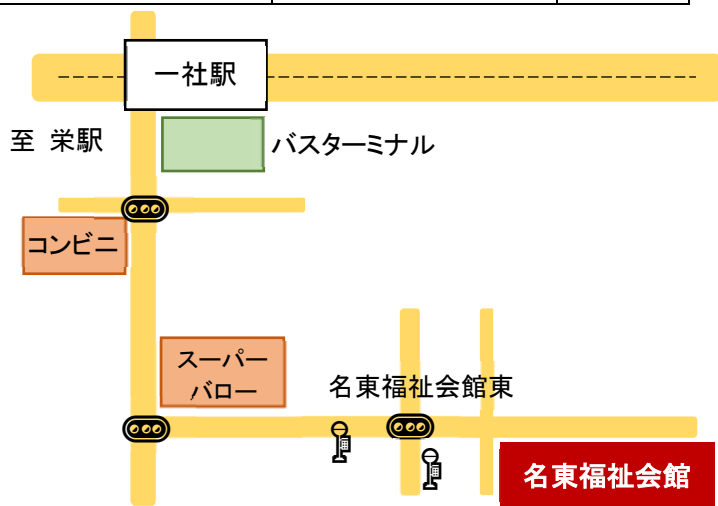 一社駅
至 栄駅
バスターミナル
コンビニ
スーパー
バロー
名東福祉会館東
名東福祉会館